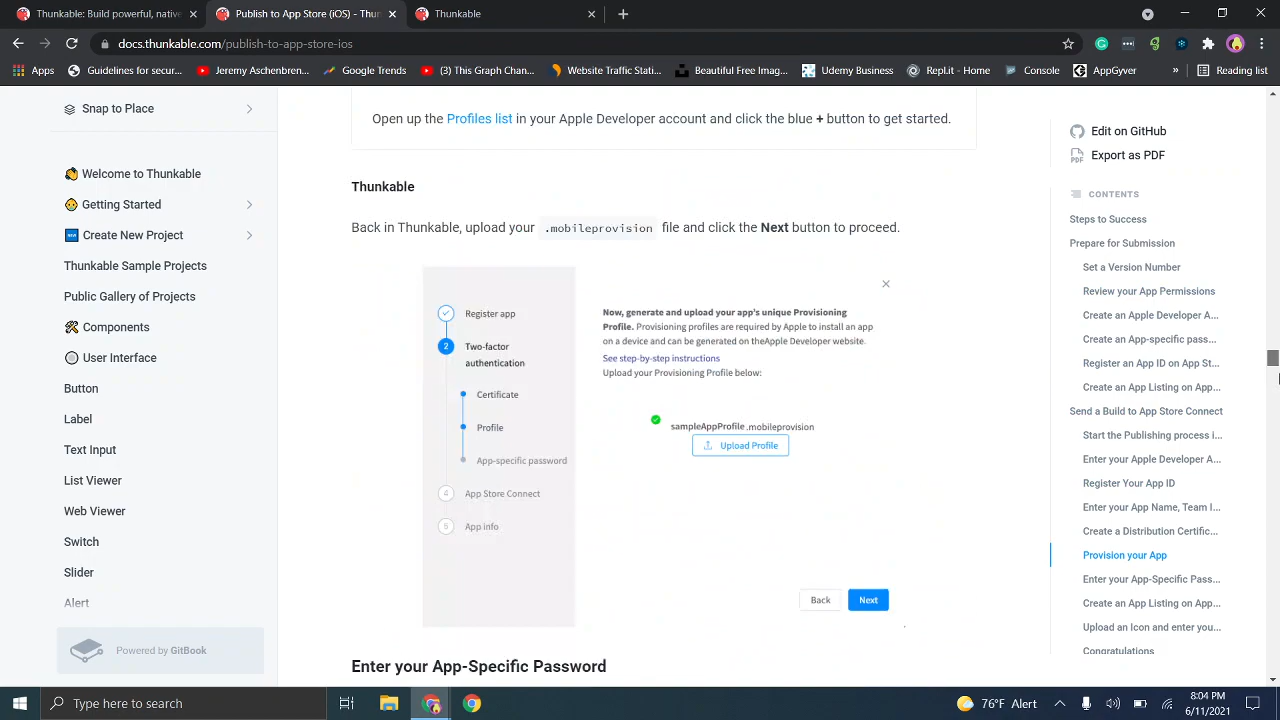 Thunkable: build powerful, native
Publish to App Store (iOS) - Thu
Thunkable
docs.thunkable.com/publish-to-app-store-ios
Apps
Guidelines for secur...
Jeremy Aschenbren...
Google Trends
(3) This Graph Chan...
Website Traffic Stati...
Beautiful Free Imag...
Udemy Business
Repl.it - Home
Console
AppVeyor
»
Reading list
Snap to Place
Welcome to Thunkable
Getting Started
Create New Project
Thunkable Sample Projects
Public Gallery of Projects
Components
User Interface
Button
Label
Text Input
List Viewer
Web Viewer
Switch
Slider
Alert
Powered by GitBook
Open up the Profiles list in your Apple Developer account and click the blue + button to get started.
Thunkable
Back in Thunkable, upload your .mobileprovision file and click the Next button to proceed.
Register app
2 Two-factor
authentication
Certificate
Profile
App-specific password
4 App Store Connect
5 App info
Now, generate and upload your app's unique Provisioning
Profile. Provisioning profiles are required by Apple to install an app
on a device and can be generated on theApple Developer website.
See step-by-step instructions
Upload your Provisioning Profile below:
sampleAppProfile .mobileprovision
Upload Profile
Back
Next
Enter your App-Specific Password
Edit on GitHub
PDF
Export as PDF
CONTENTS
Steps to Success
Prepare for Submission
Set a Version Number
Review your App Permissions
Create an Apple Developer A...
Create an App-specific pass...
Register an App ID on App St...
Create an App Listing on App...
Send a Build to App Store Connect
Start the Publishing process i...
Enter your Apple Developer A...
Register Your App ID
Enter your App Name, Team I...
Create a Distribution Certific...
Provision your App
Enter your App-Specific Pass...
Create an App Listing on App...
Upload an Icon and enter you...
Congratulations
Type here to search
76°F Alert
8:04 PM
6/11/2021